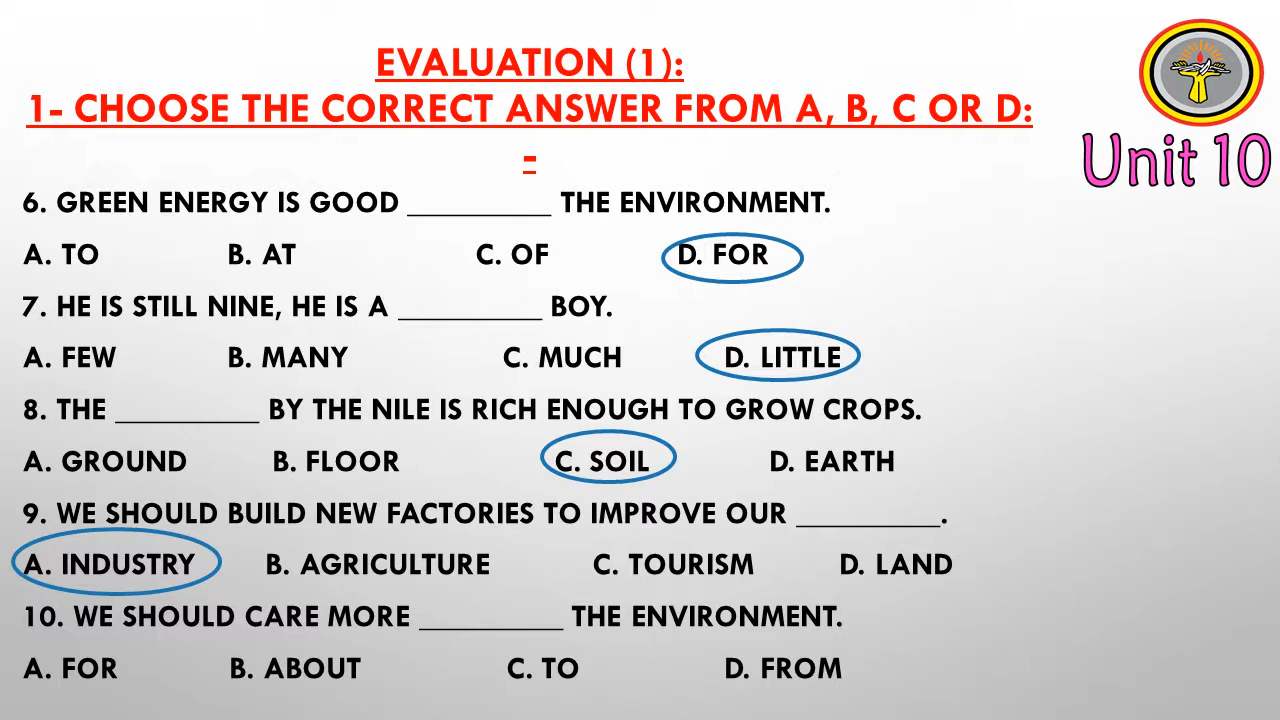 EVALUATION (1):
1- CHOOSE THE CORRECT ANSWER FROM A, B, C OR D:
-
Unit 10
6. GREEN ENERGY IS GOOD __________ THE ENVIRONMENT.
A. TO B. AT C. OF D. FOR
7. HE IS STILL NINE, HE IS A __________ BOY.
A. FEW B. MANY C. MUCH D. LITTLE
8. THE __________ BY THE NILE IS RICH ENOUGH TO GROW CROPS.
A. GROUND B. FLOOR C. SOIL D. EARTH
9. WE SHOULD BUILD NEW FACTORIES TO IMPROVE OUR __________.
A. INDUSTRY B. AGRICULTURE C. TOURISM D. LAND
10. WE SHOULD CARE MORE __________ THE ENVIRONMENT.
A. FOR B. ABOUT C. TO D. FROM